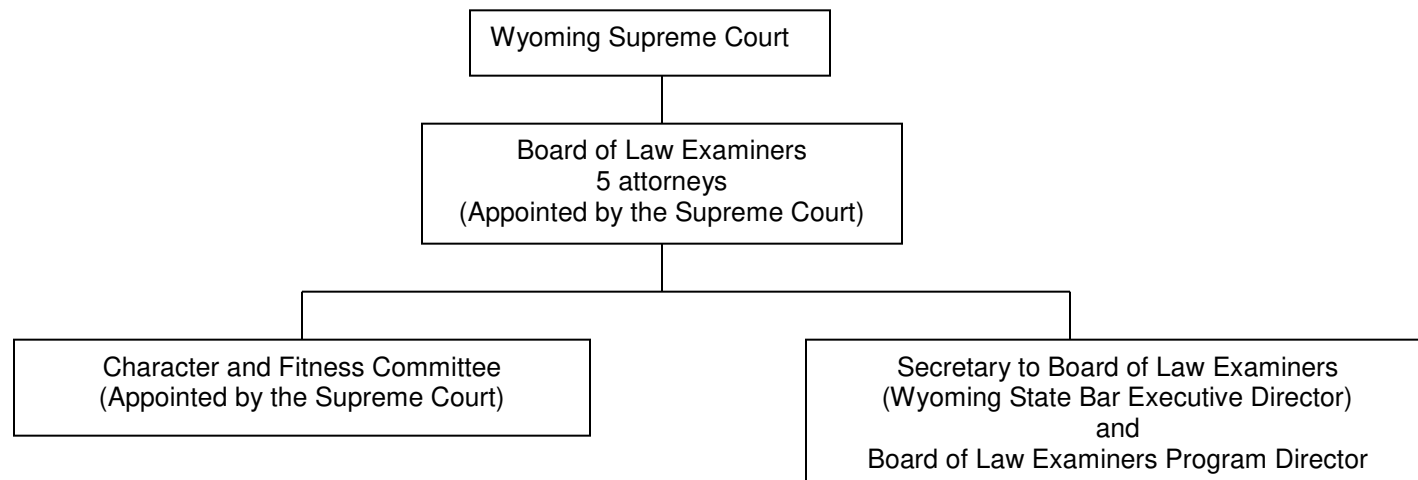 Wyoming Supreme Court
Board of Law Examiners
5 attorneys
(Appointed by the Supreme Court)
Character and Fitness Committee
(Appointed by the Supreme Court)
Secretary to Board of Law Examiners
(Wyoming State Bar Executive Director)
and
Board of Law Examiners Program Director